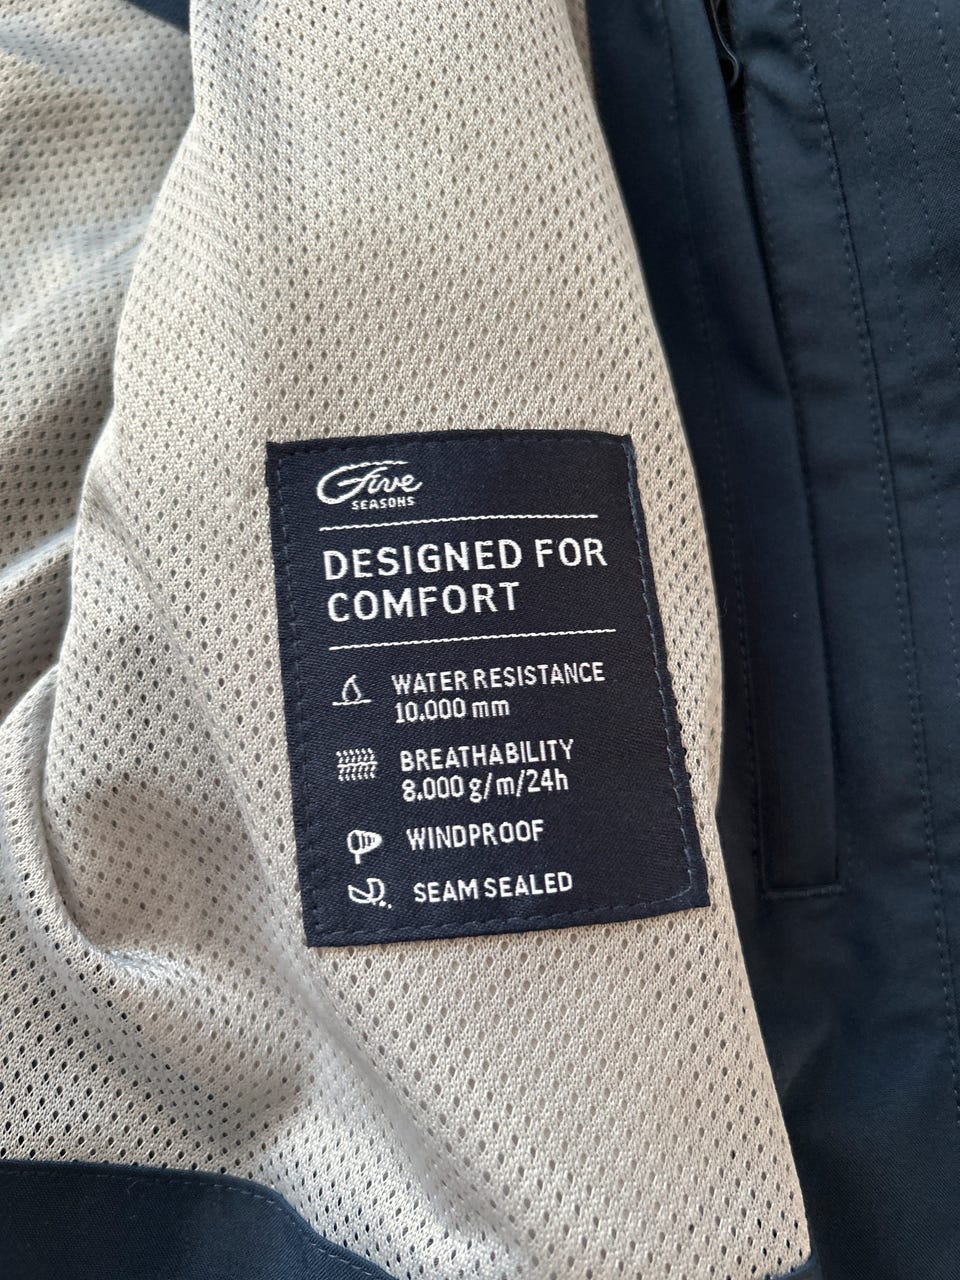 Five
SEASONS
DESIGNED FOR
COMFORT
WATER RESISTANCE
10.000 mm
BREATHABILITY
8.000 g/m/24h
WINDPROOF
SEAM SEALED